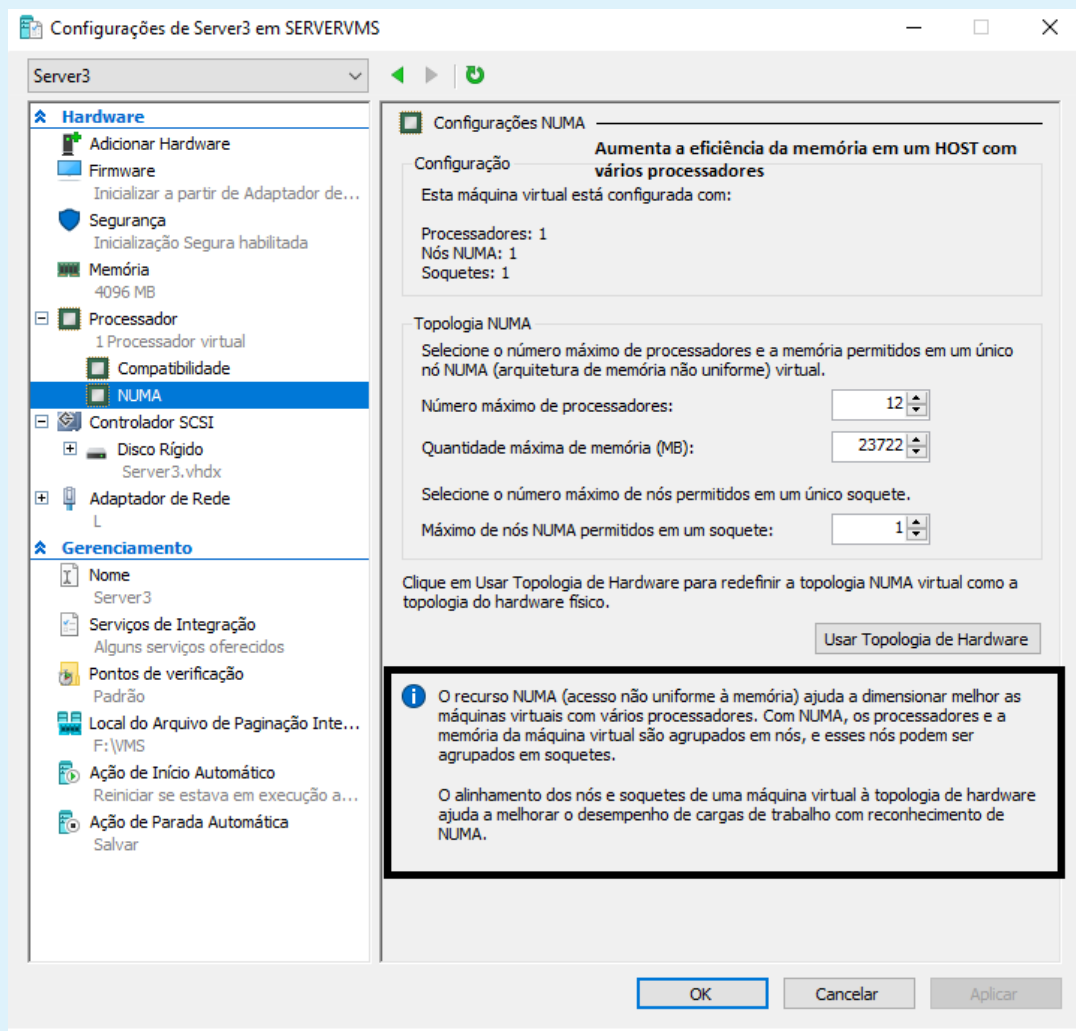 Configurações de Server3 em SERVERVMS
Server3
Hardware
Adicionar Hardware
Firmware
Inicializar a partir de Adaptador de...
Segurança
Inicialização Segura habilitada
Memória
4096 MB
Processador
1 Processador virtual
Compatibilidade
NUMA
Controlador SCSI
Disco Rígido
Server3.vhdx
Adaptador de Rede
L
Gerenciamento
Nome
Server3
Serviços de Integração
Alguns serviços oferecidos
Pontos de verificação
Padrão
Local do Arquivo de Paginação Inte...
F:\VMS
Ação de Início Automático
Reiniciar se estava em execução a...
Ação de Parada Automática
Salvar
Configurações NUMA
Aumenta a eficiência da memória em um HOST com
vários processadores
Configuração
Esta máquina virtual está configurada com:
Processadores: 1
Nós NUMA: 1
Soquetes: 1
Topologia NUMA
Selecione o número máximo de processadores e a memória permitidos em um único
nó NUMA (arquitetura de memória não uniforme) virtual.
Número máximo de processadores: 12
Quantidade máxima de memória (MB): 23722
Selecione o número máximo de nós permitidos em um único soquete.
Máximo de nós NUMA permitidos em um soquete: 1
Clique em Usar Topologia de Hardware para redefinir a topologia NUMA virtual como a
topologia do hardware físico.
Usar Topologia de Hardware
O recurso NUMA (acesso não uniforme à memória) ajuda a dimensionar melhor as
máquinas virtuais com vários processadores. Com NUMA, os processadores e a
memória da máquina virtual são agrupados em nós, e esses nós podem ser
agrupados em soquetes.
O alinhamento dos nós e soquetes de uma máquina virtual à topologia de hardware
ajuda a melhorar o desempenho de cargas de trabalho com reconhecimento de
NUMA.
OK
Cancelar
Aplicar